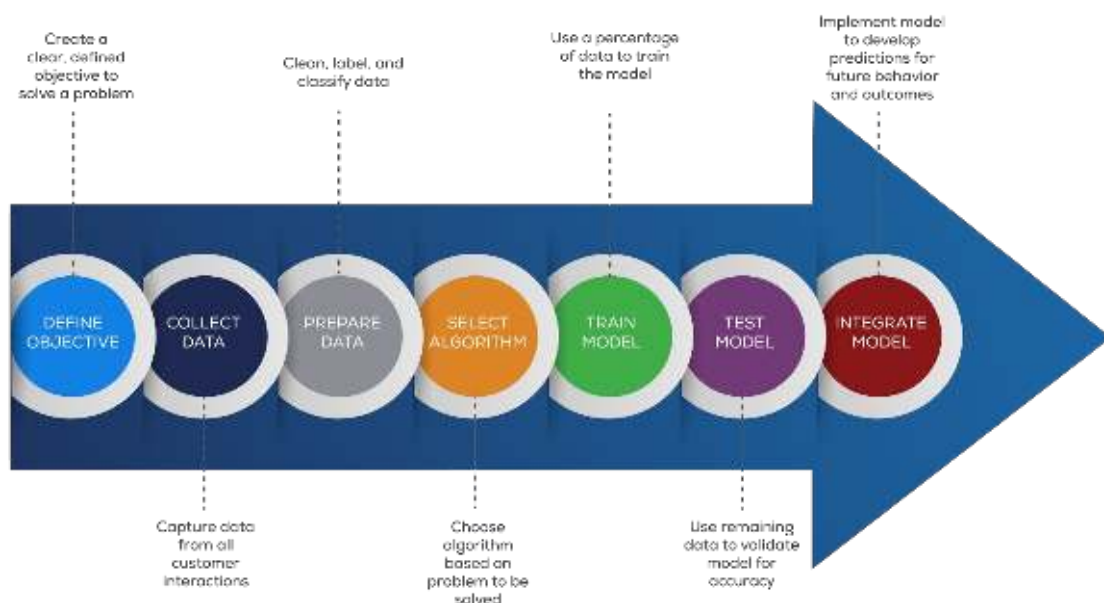 Create a
clear, defined
objective to
solve a problem
Clean, label, and
classify data
Use a percentage
of data to train
the model
Implement model
to develop
predictions for
future behavior
and outcomes
DEFINE
OBJECTIVE
COLLECT
DATA
PREPARE
DATA
SELECT
ALGORITHM
TRAIN
MODEL
TEST
MODEL
INTEGRATE
MODEL
Capture data
from all
customer
interactions
Choose
algorithm
based on
problem to be
solved
Use remaining
data to validate
model for
accuracy